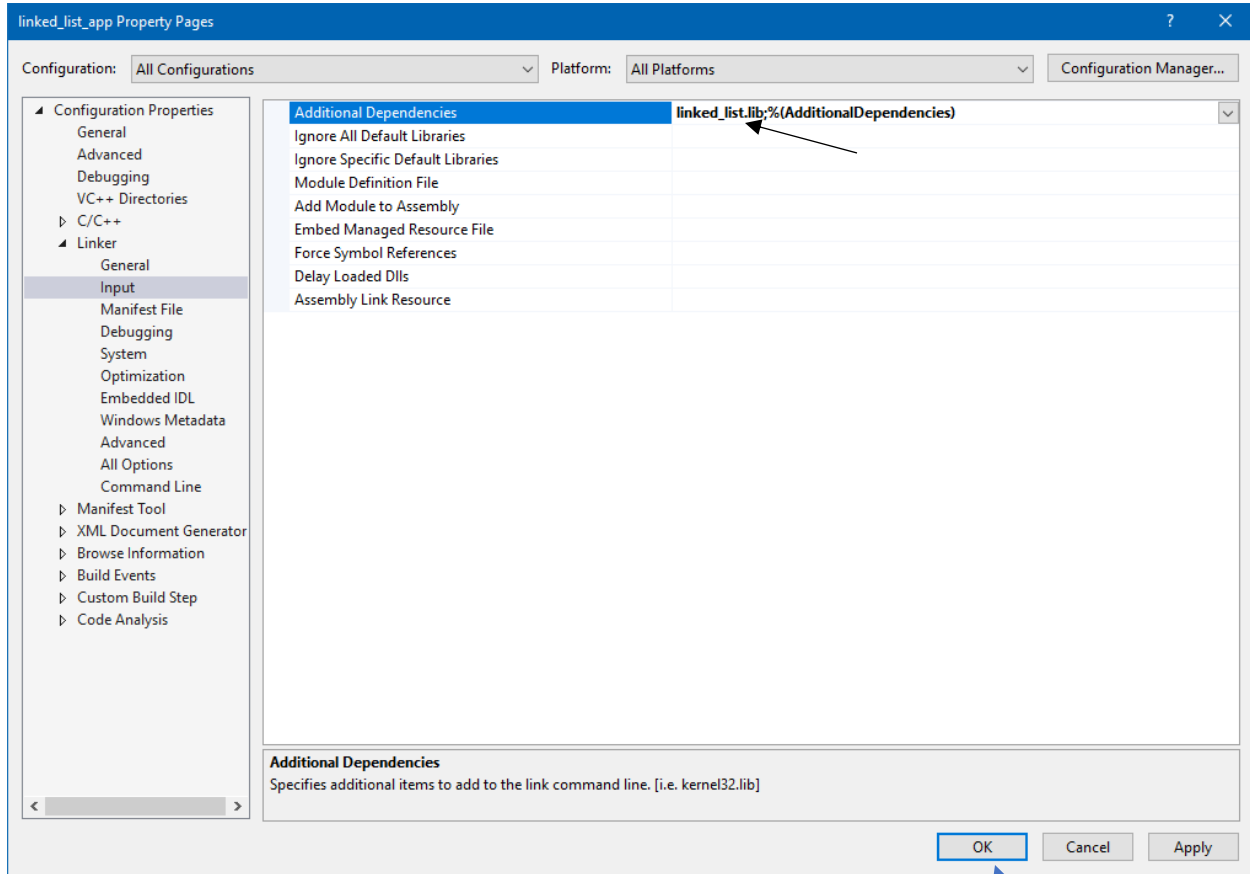 linked_list_app Property Pages
? ×
Configuration: All Configurations Platform: All Platforms Configuration Manager...
Configuration Properties
General
Advanced
Debugging
VC++ Directories
C/C++
Linker
General
Input
Manifest File
Debugging
System
Optimization
Embedded IDL
Windows Metadata
Advanced
All Options
Command Line
Manifest Tool
XML Document Generator
Browse Information
Build Events
Custom Build Step
Code Analysis
Additional Dependencies linked_list.lib;%(AdditionalDependencies)
Ignore All Default Libraries
Ignore Specific Default Libraries
Module Definition File
Add Module to Assembly
Embed Managed Resource File
Force Symbol References
Delay Loaded Dlls
Assembly Link Resource
Additional Dependencies
Specifies additional items to add to the link command line. [i.e. kernel32.lib]
OK Cancel Apply